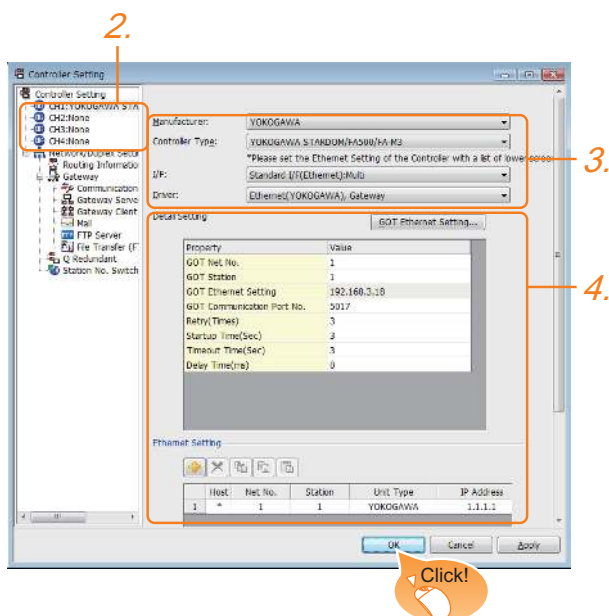 2.
Controller Setting
Controller Setting
CH1:YOKOGAWA STA
CH2:None
CH3:None
CH4:None
Network/Duplex Setti
Routing Informatio
Gateway
Communication
Gateway Serve
Gateway Client
Mail
FTP Server
File Transfer (F
Q Redundant
Station No. Switch
Manufacturer: YOKOGAWA
Controller Type: YOKOGAWA STARDOM/FA500/FA-M3
*Please set the Ethernet Setting of the Controller with a list of lower screen
I/F: Standard I/F(Ethernet):Multi
Driver: Ethernet(YOKOGAWA), Gateway
3.
Detail Setting
GOT Ethernet Setting...
Property Value
GOT Net No. 1
GOT Station 1
GOT Ethernet Setting 192.168.3.18
GOT Communication Port No. 5017
Retry(Times) 3
Startup Time(Sec) 3
Timeout Time(Sec) 3
Delay Time(ms) 0
4.
Ethernet Setting
Host Net No. Station Unit Type IP Address
1 * 1 1 YOKOGAWA 1.1.1.1
OK Cancel Apply
Click!